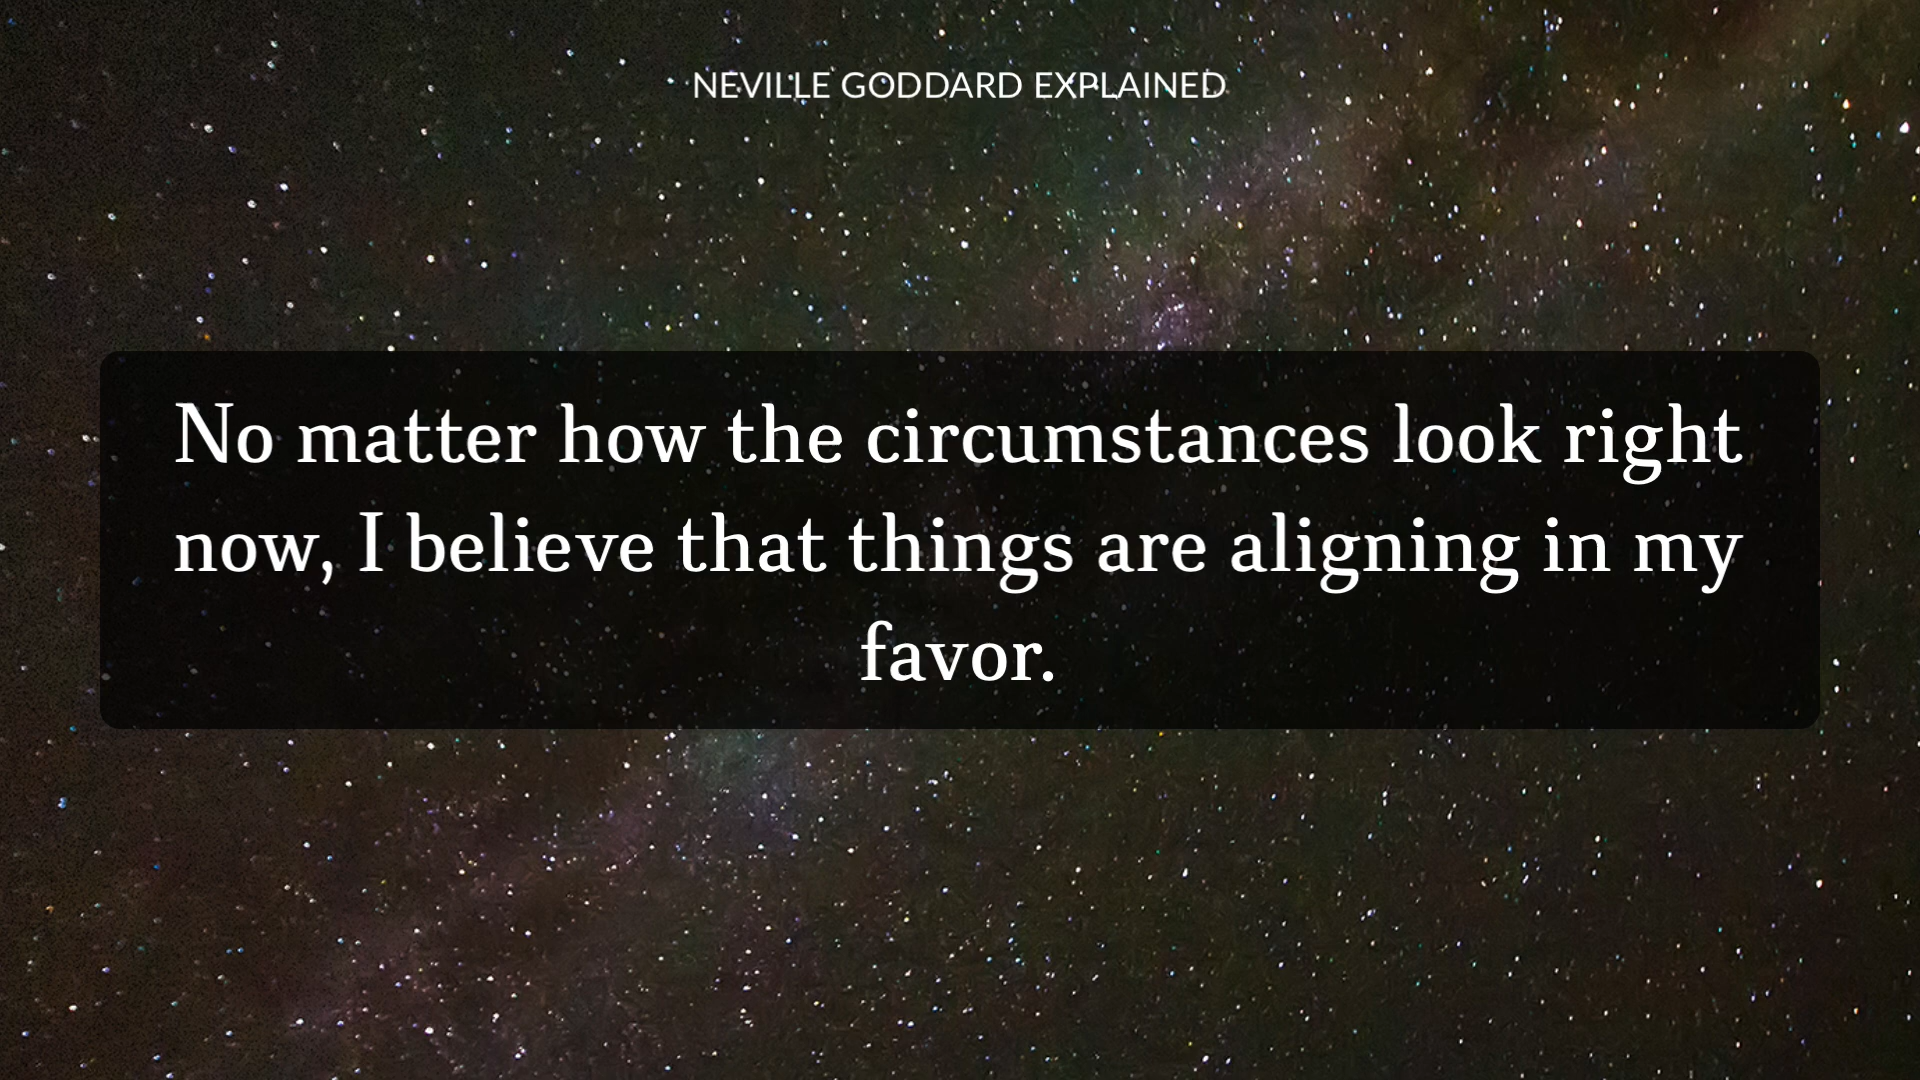 NEVILLE GODDARD EXPLAINED
No matter how the circumstances look right
now, I believe that things are aligning in my
favor.